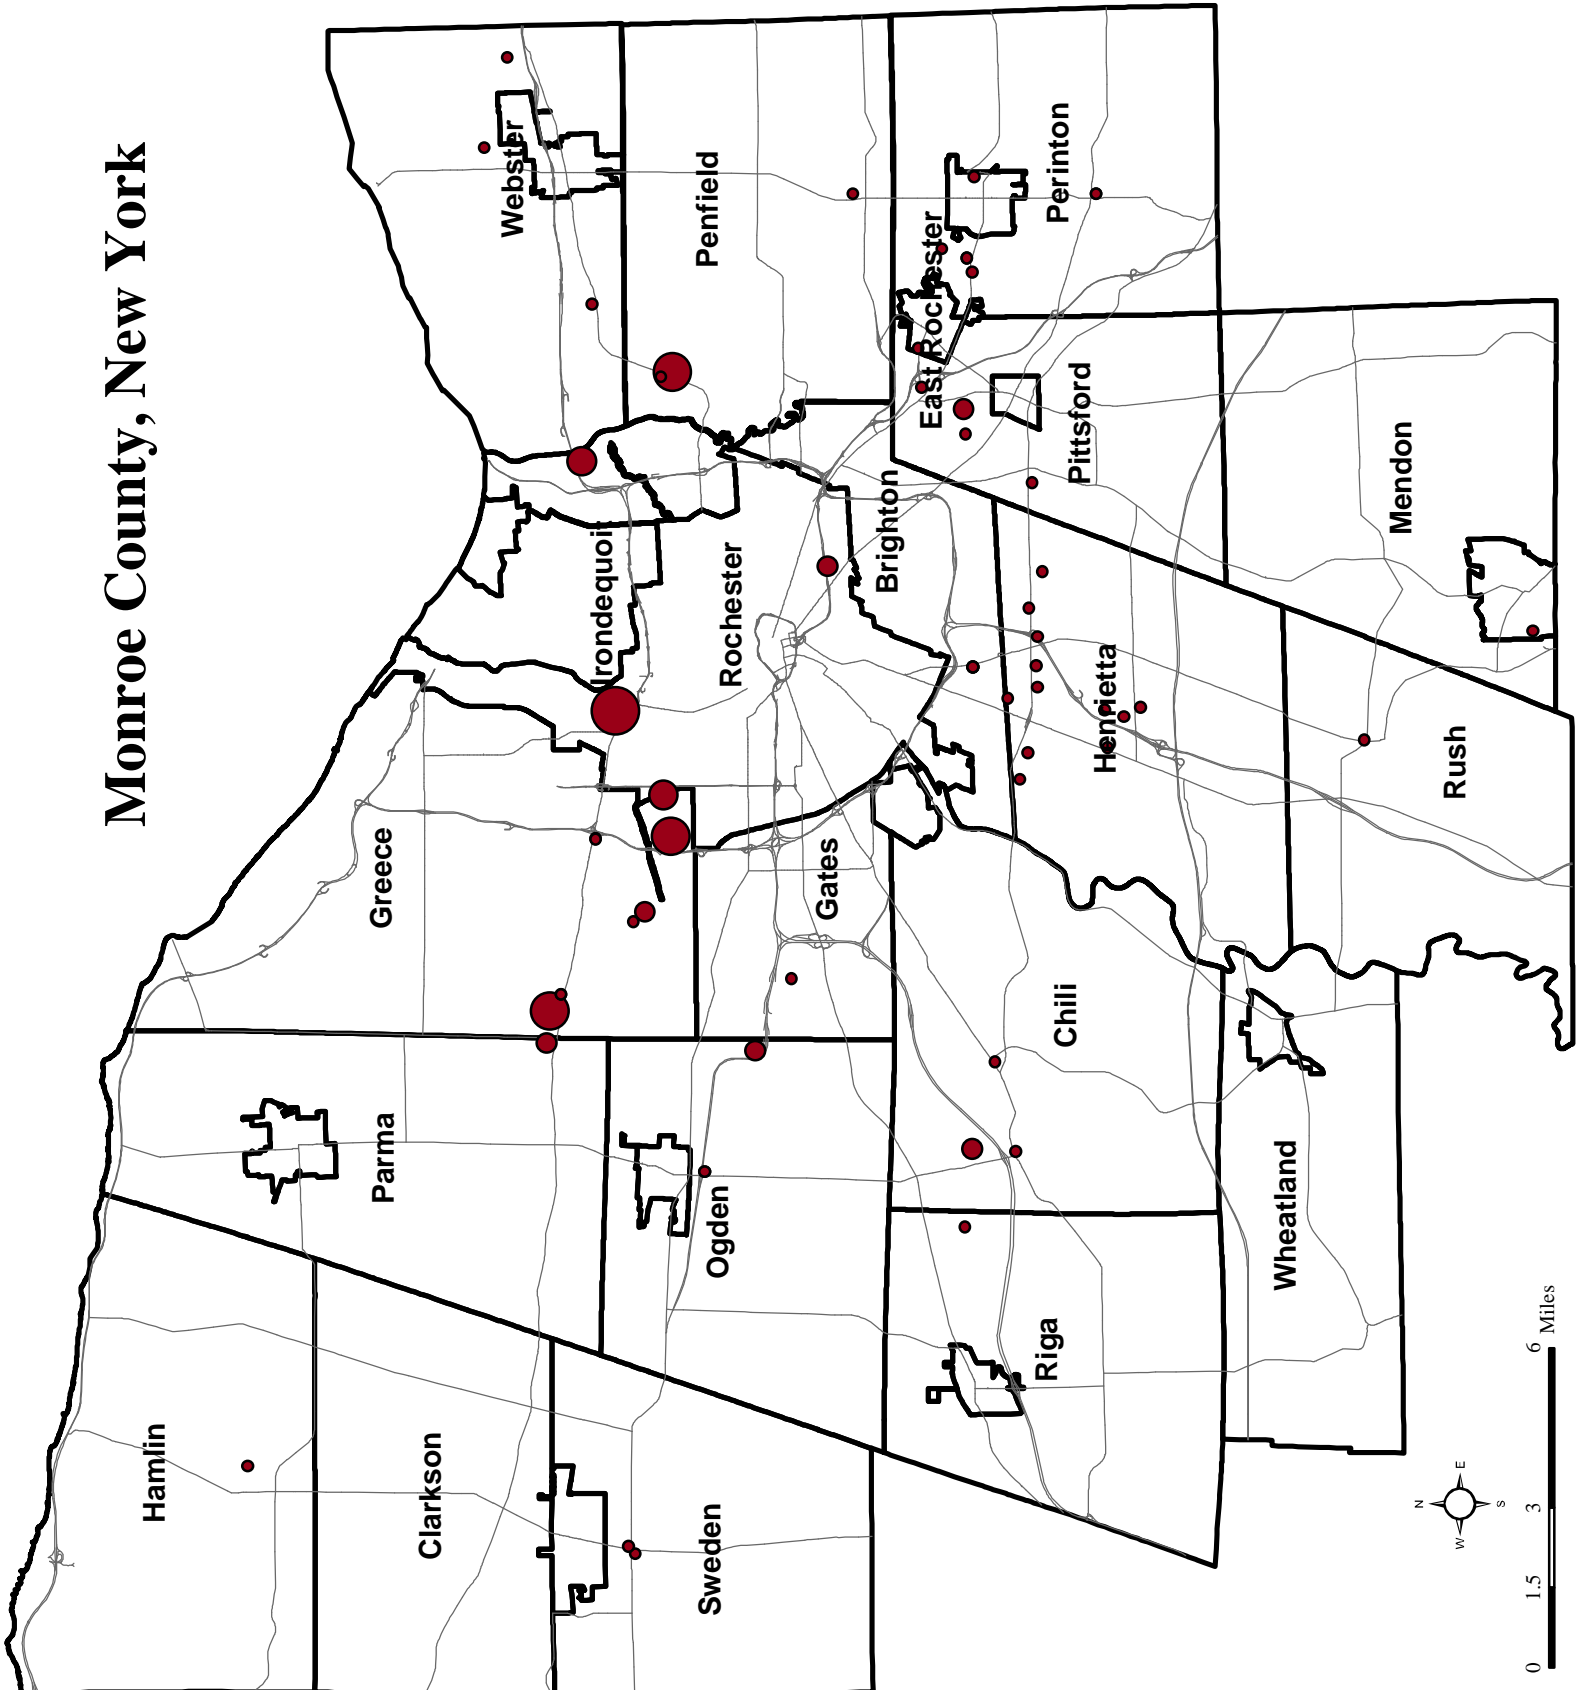 Monroe County, New York
Webster
Penfield
Perinton
East Rochester
Pittsford
Mendon
Irondequoit
Rochester
Brighton
Henrietta
Rush
Greece
Gates
Chili
Parma
Ogden
Wheatland
Riga
Hamlin
Clarkson
Sweden
N
W
E
S
0 1.5 3 6
Miles